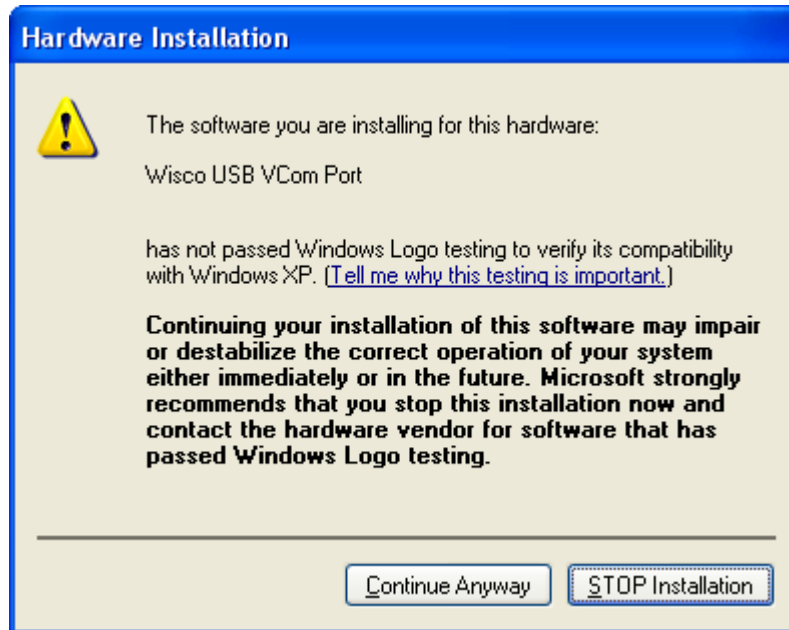 Hardware Installation
The software you are installing for this hardware:
Wisco USB VCom Port
has not passed Windows Logo testing to verify its compatibility
with Windows XP. (Tell me why this testing is important.)
Continuing your installation of this software may impair
or destabilize the correct operation of your system
either immediately or in the future. Microsoft strongly
recommends that you stop this installation now and
contact the hardware vendor for software that has
passed Windows Logo testing.
Continue Anyway
STOP Installation